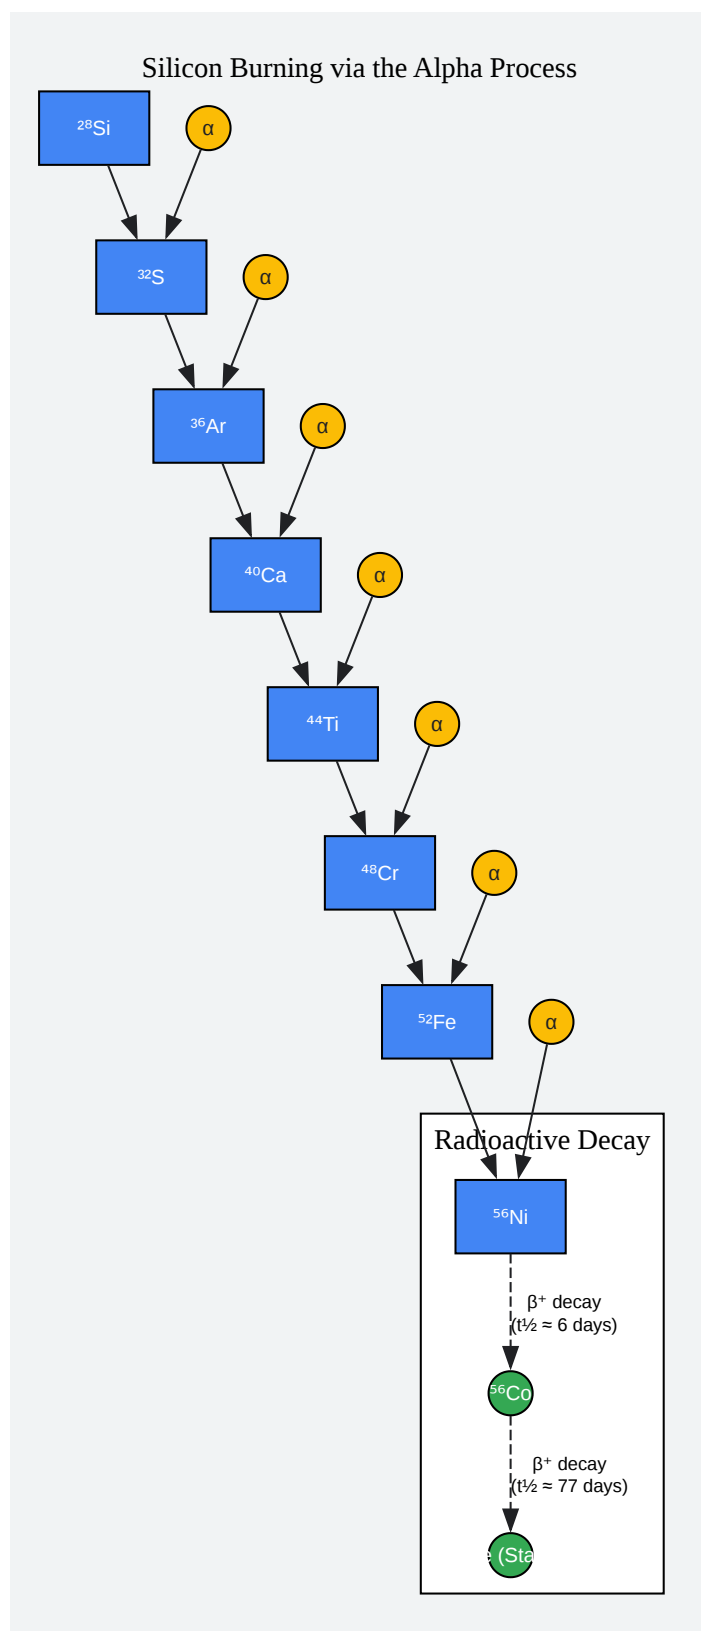 Silicon Burning via the Alpha Process
²⁸Si
α
³²S
α
³⁶Ar
α
⁴⁰Ca
α
⁴⁴Ti
α
⁴⁸Cr
α
⁵²Fe
α
Radioactive Decay
⁵⁶Ni
β⁺ decay
(t½ ≈ 6 days)
⁵⁶Co
β⁺ decay
(t½ ≈ 77 days)
e (Sta